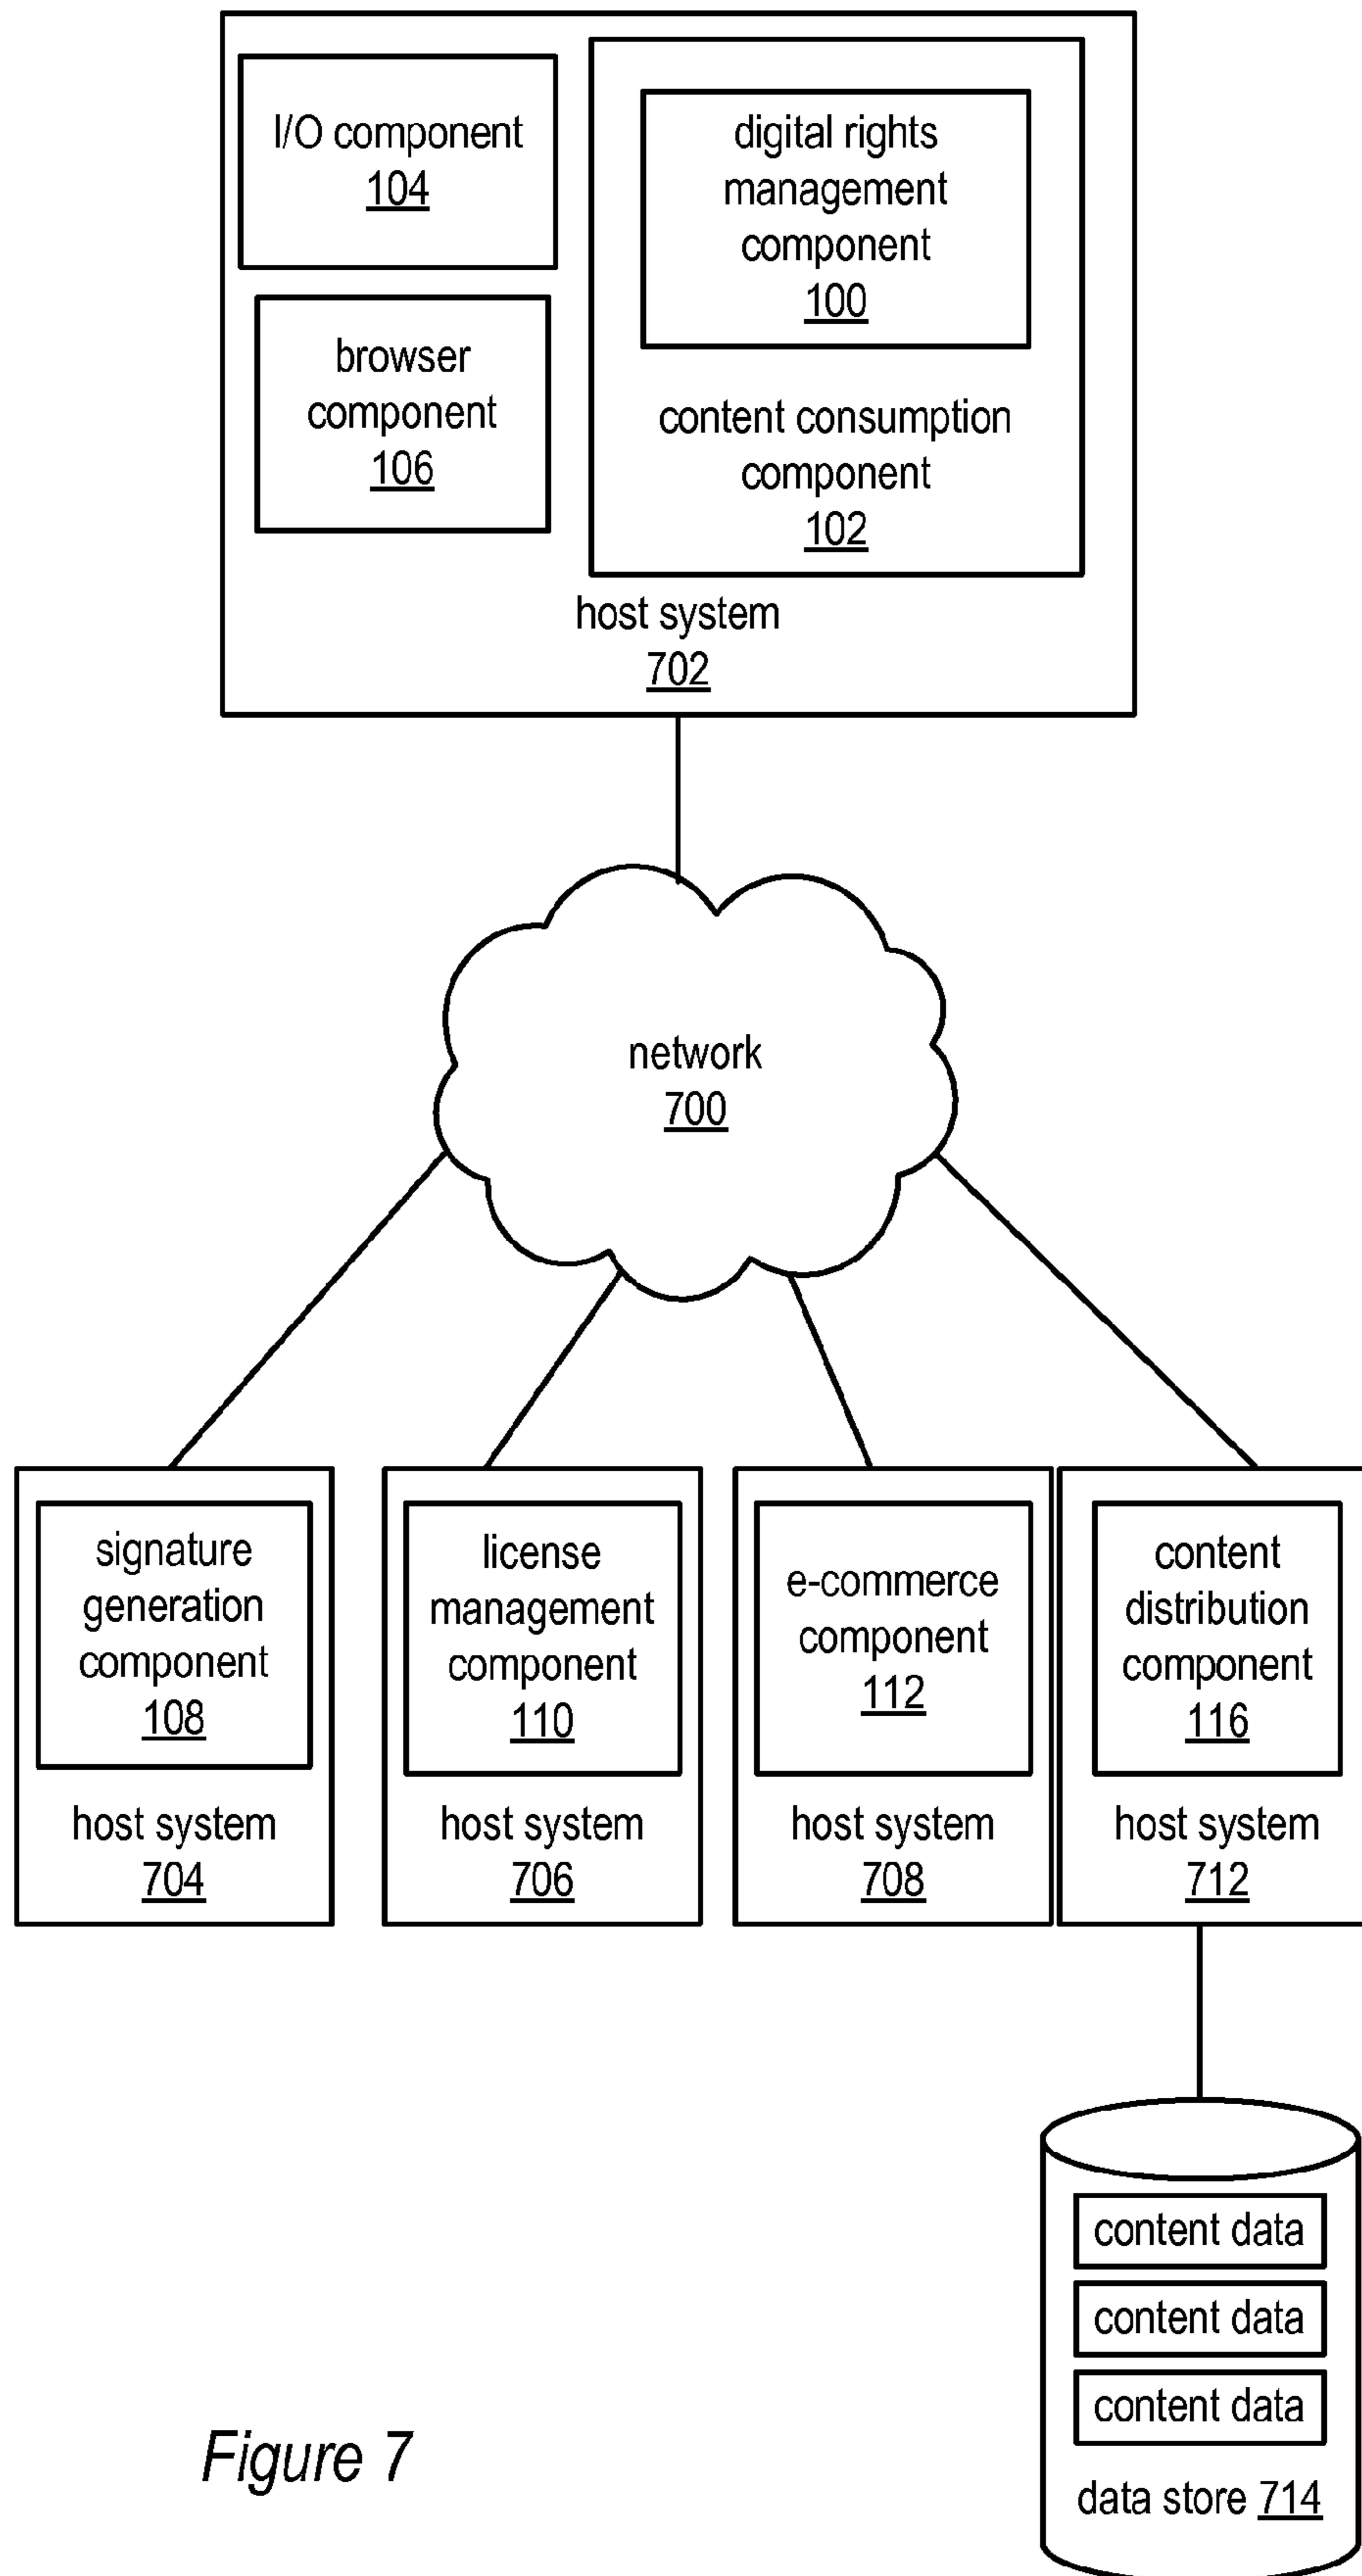 I/O component
104
browser
component
106
digital rights
management
component
100
content consumption
component
102
host system
702
network
700
signature
generation
component
108
host system
704
license
management
component
110
host system
706
e-commerce
component
112
host system
708
content
distribution
component
116
host system
712
content data
content data
content data
data store 714
Figure 7